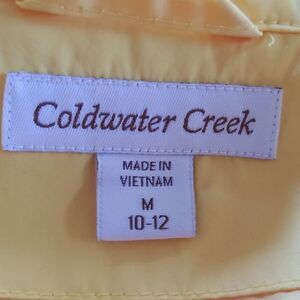 Coldwater Creek
MADE IN
VIETNAM
M
10-12